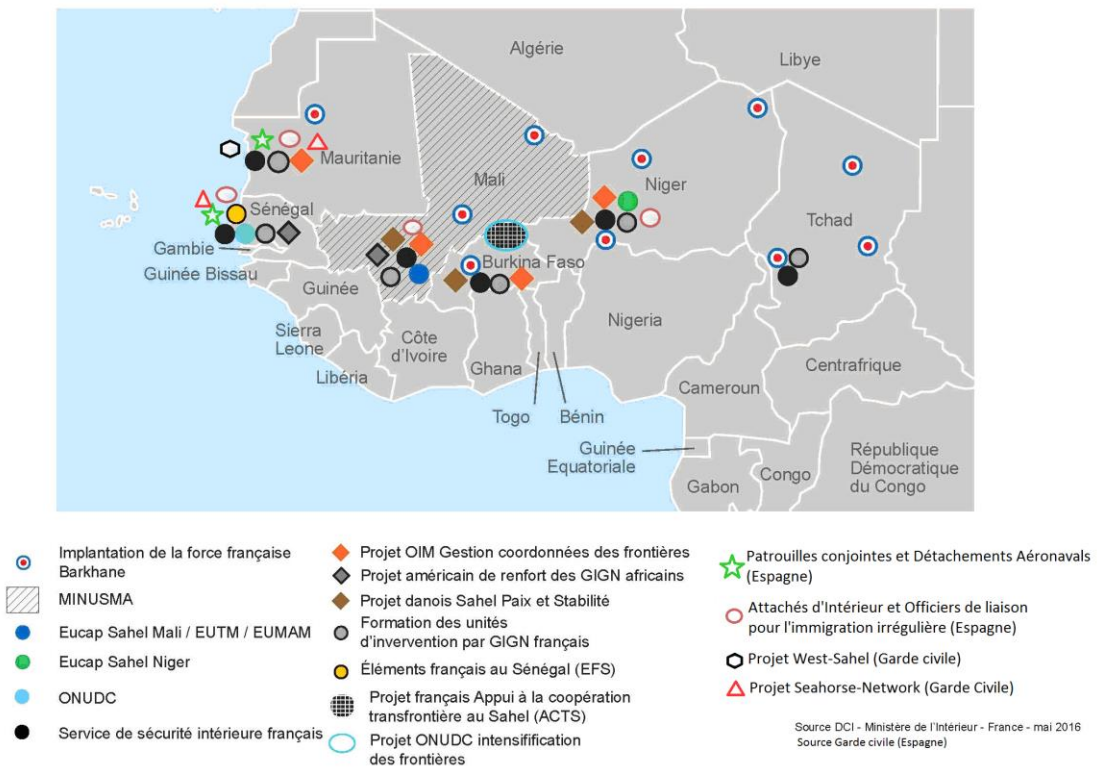 Algérie
Libye
Mauritanie
Mali
Niger
Tchad
Sénégal
Gambie
Guinée Bissau
Burkina Faso
Guinée
Nigeria
Sierra
Leone
Côte
d'Ivoire
Ghana
Centrafrique
Libéria
Cameroun
Togo
Bénin
Guinée
Equatoriale
Gabon
Congo
République
Démocratique
du Congo
Implantation de la force française
Barkhane
MINUSMA
Eucap Sahel Mali / EUTM / EUMAM
Eucap Sahel Niger
ONUDC
Service de sécurité intérieure français
Projet OIM Gestion coordonnées des frontières
Projet américain de renfort des GIGN africains
Projet danois Sahel Paix et Stabilité
Formation des unités
d'invervention par GIGN français
Éléments français au Sénégal (EFS)
Projet français Appui à la coopération
transfrontière au Sahel (ACTS)
Projet ONUDC intensifification
des frontières
Patrouilles conjointes et Détachements Aéronavals
(Espagne)
Attachés d'Intérieur et Officiers de liaison
pour l'immigration irrégulière (Espagne)
Projet West-Sahel (Garde civile)
Projet Seahorse-Network (Garde Civile)
Source DCI - Ministère de l'Intérieur - France - mai 2016
Source Garde civile (Espagne)